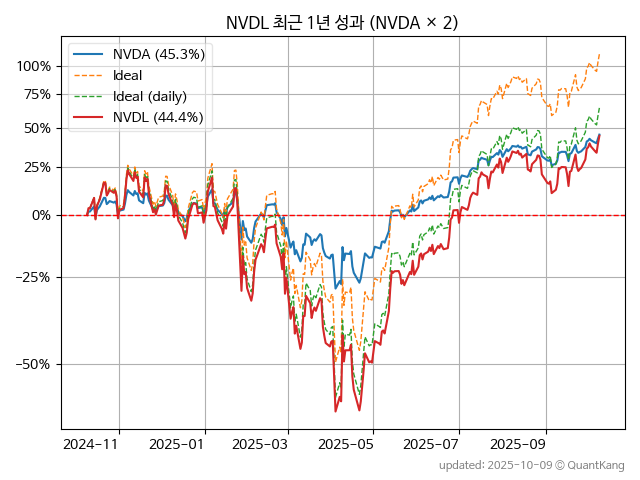 NVDL 최근 1년 성과 (NVDA × 2)
NVDA (45.3%)
Ideal
Ideal (daily)
NVDL (44.4%)
100%
75%
50%
25%
0%
−25%
−50%
2024-11
2025-01
2025-03
2025-05
2025-07
2025-09
updated: 2025-10-09 © QuantKang